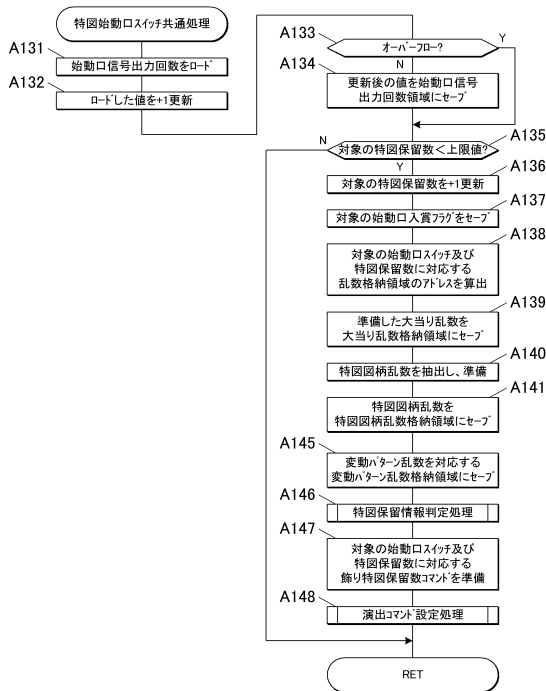 特図始動口スイッチ共通処理
A131
始動口信号出力回数をロード
A132
ロードした値を+1更新
A133
オーバーフロー?
Y
N
A134
更新後の値を始動口信号
出力回数領域にセーブ
A135
対象の特図保留数<上限値?
N
Y
A136
対象の特図保留数を+1更新
A137
対象の始動口入賞フラグをセーブ
A138
対象の始動口スイッチ及び
特図保留数に対応する
乱数格納領域のアドレスを算出
A139
準備した大当り乱数を
大当り乱数格納領域にセーブ
A140
特図図柄乱数を抽出し、準備
A141
特図図柄乱数を
特図図柄乱数格納領域にセーブ
A145
変動パターン乱数を対応する
変動パターン乱数格納領域にセーブ
A146
特図保留情報判定処理
A147
対象の始動口スイッチ及び
特図保留数に対応する
飾り特図保留数コマンドを準備
A148
演出コマンド設定処理
RET